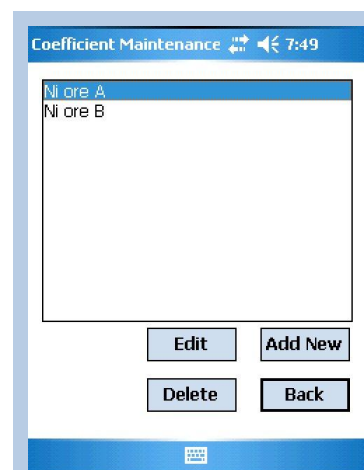 Coefficient Maintenance 7:49
Ni ore A
Ni ore B
Edit Add New
Delete Back